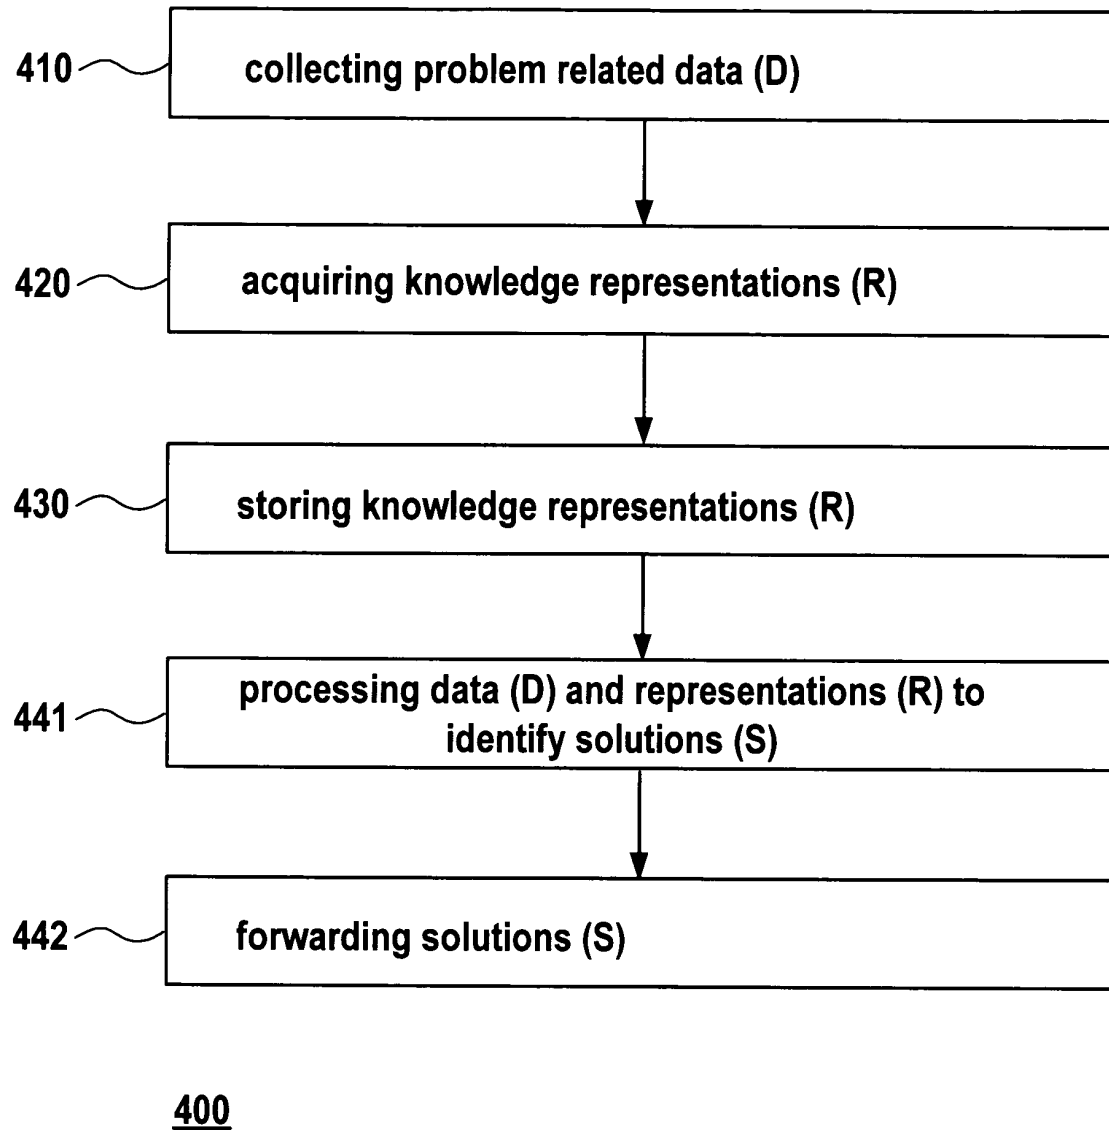 410 collecting problem related data (D)
420 acquiring knowledge representations (R)
430 storing knowledge representations (R)
441 processing data (D) and representations (R) to
identify solutions (S)
442 forwarding solutions (S)
400